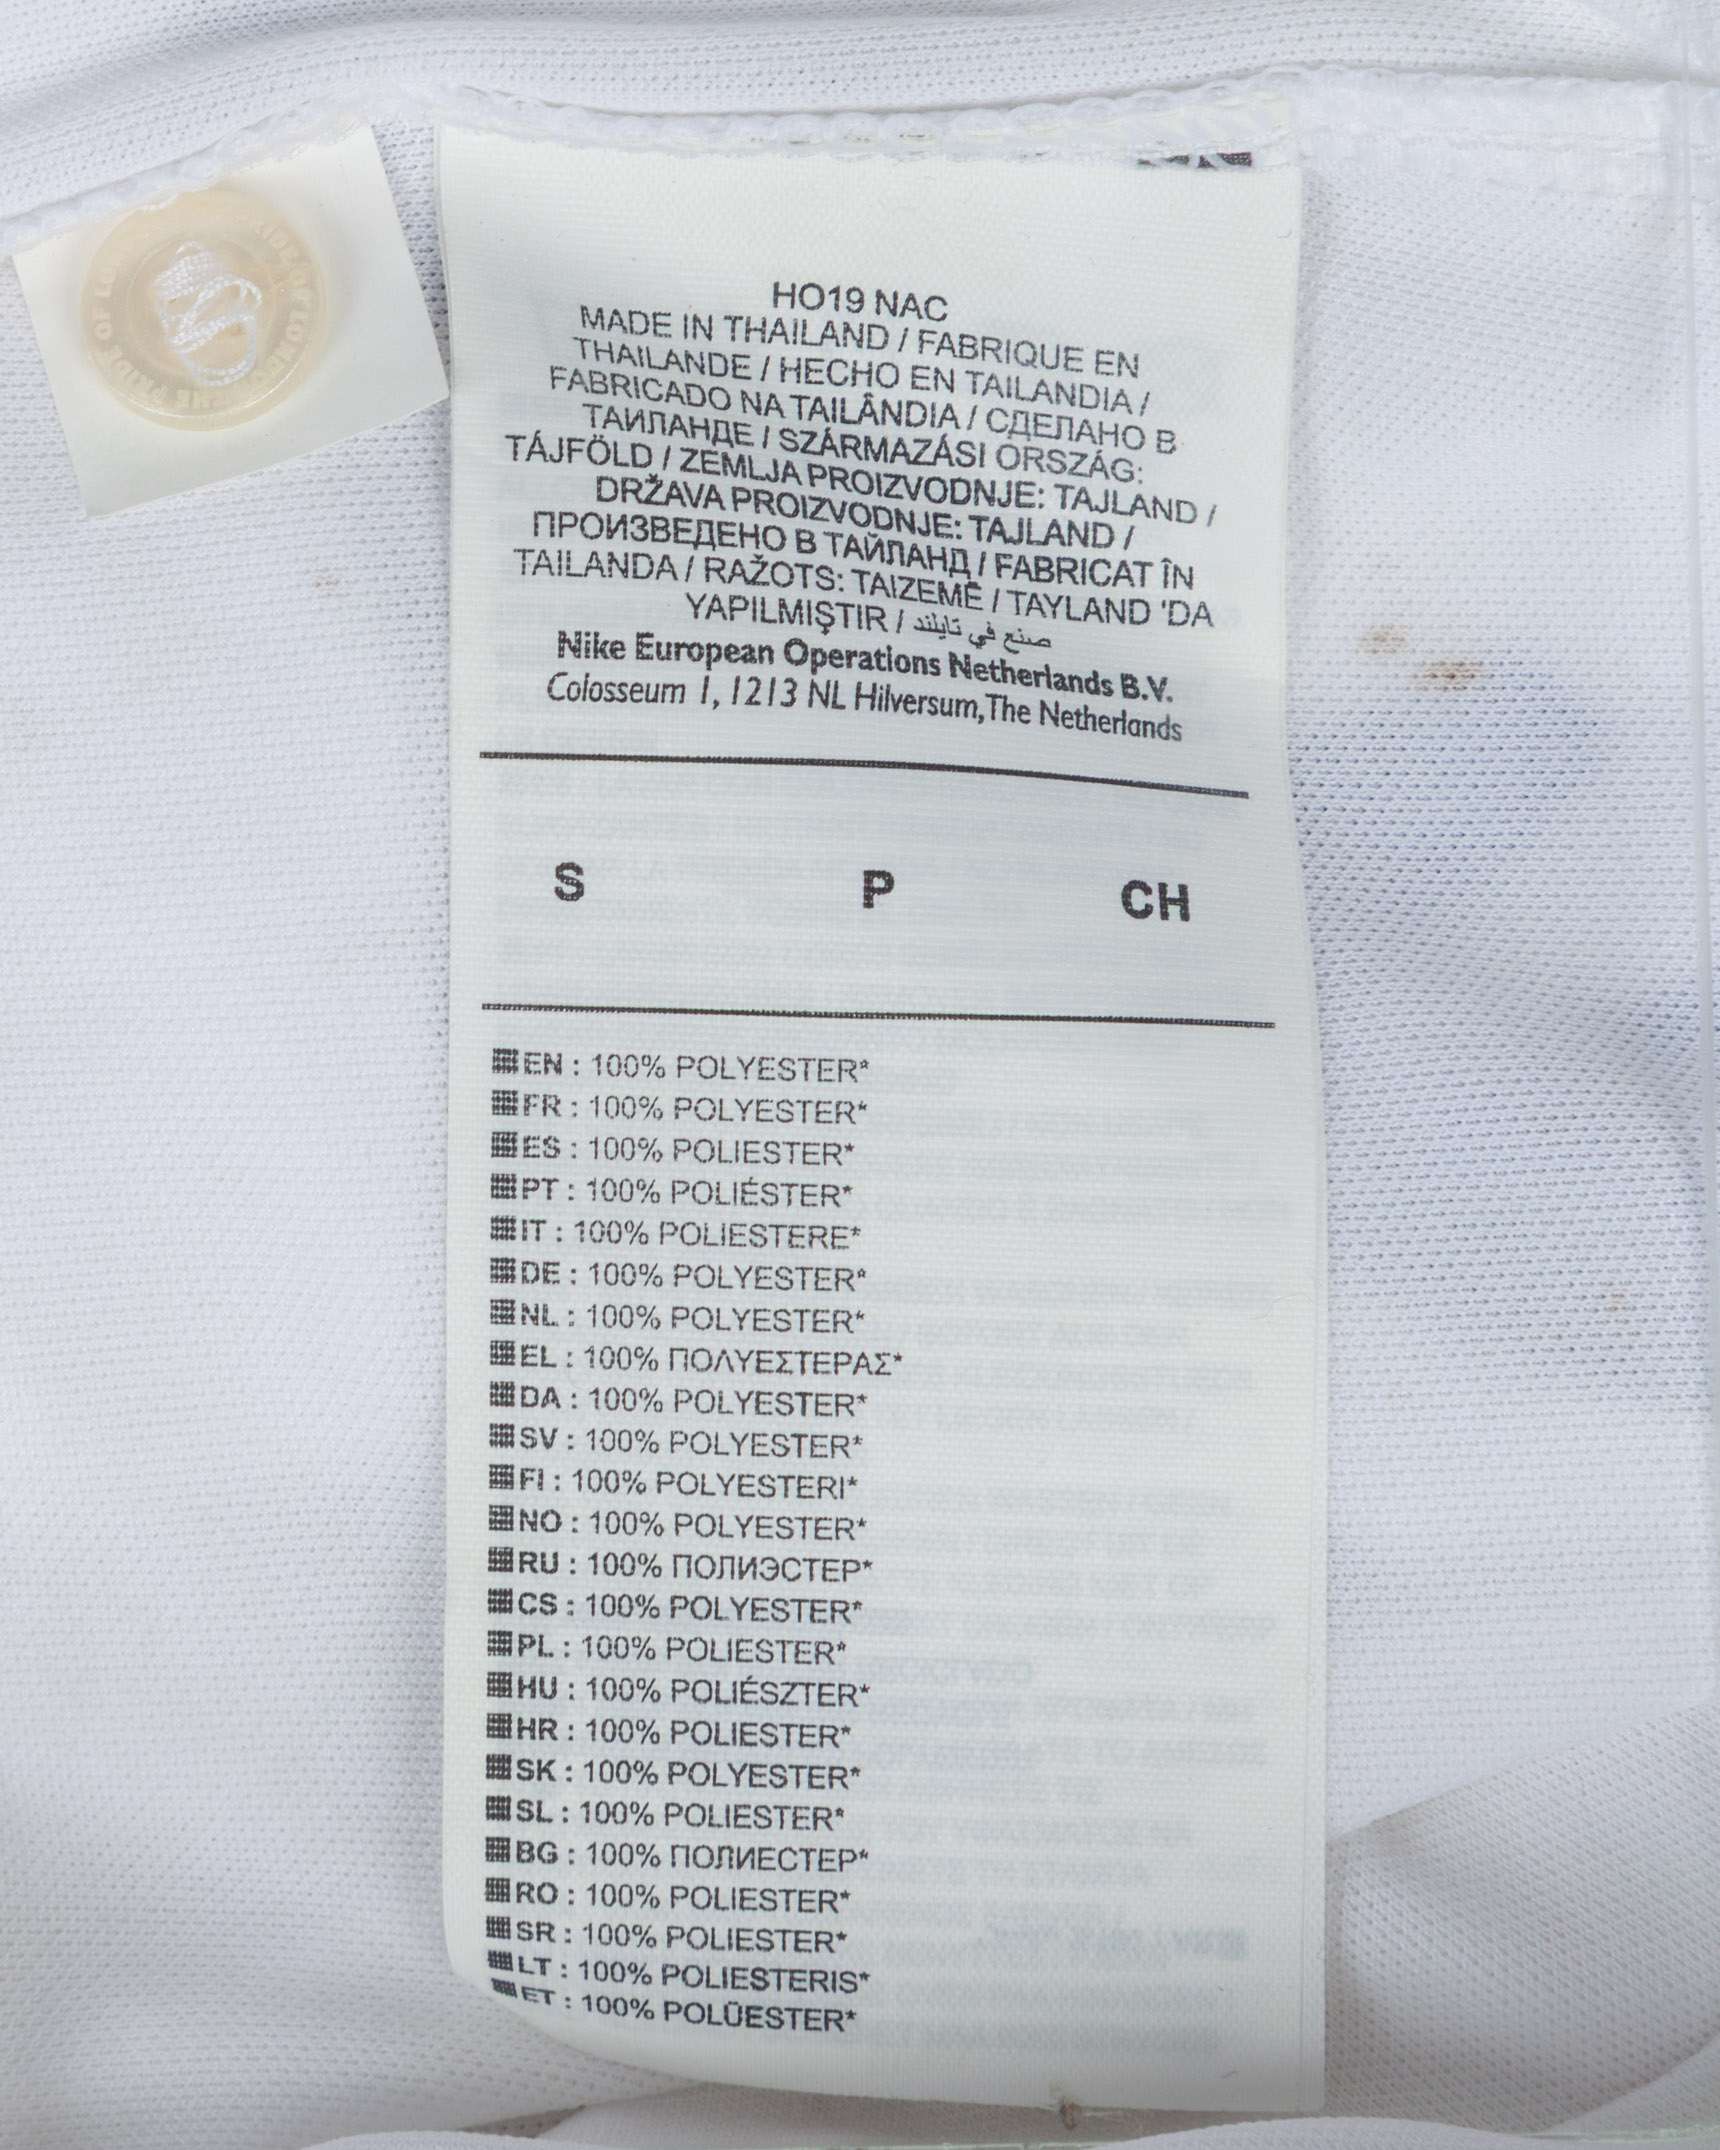 HO19 NAC
MADE IN THAILAND / FABRIQUE EN
THAILANDE / HECHO EN TAILANDIA /
FABRICADO NA TAILÂNDIA / СДЕЛАНО В
ТАИЛАНДЕ / SZÁRMAZÁSI ORSZÁG:
TÁJFÖLD / ZEMLJA PROIZVODNJE: TAJLAND /
DRŽAVA PROIZVODNJE: TAJLAND /
ПРОИЗВЕДЕНО В ТАЙЛАНД / FABRICAT ÎN
TAILANDA / RAŽOTS: TAIZEMĒ / TAYLAND 'DA
YAPILMIŞTIR / صنع في تايلند
Nike European Operations Netherlands B.V.
Colosseum 1, 1213 NL Hilversum, The Netherlands
S P CH
EN : 100% POLYESTER*
FR : 100% POLYESTER*
ES : 100% POLIESTER*
PT : 100% POLIÉSTER*
IT : 100% POLIESTERE*
DE : 100% POLYESTER*
NL : 100% POLYESTER*
EL : 100% ΠΟΛΥΕΣΤΕΡΑΣ*
DA : 100% POLYESTER*
SV : 100% POLYESTER*
FI : 100% POLYESTERI*
NO : 100% POLYESTER*
RU : 100% ПОЛИЭСТЕР*
CS : 100% POLYESTER*
PL : 100% POLIESTER*
HU : 100% POLIÉSZTER*
HR : 100% POLIESTER*
SK : 100% POLYESTER*
SL : 100% POLIESTER*
BG : 100% ПОЛИЕСТЕР*
RO : 100% POLIESTER*
SR : 100% POLIESTER*
LT : 100% POLIESTERIS*
ET : 100% POLÜESTER*